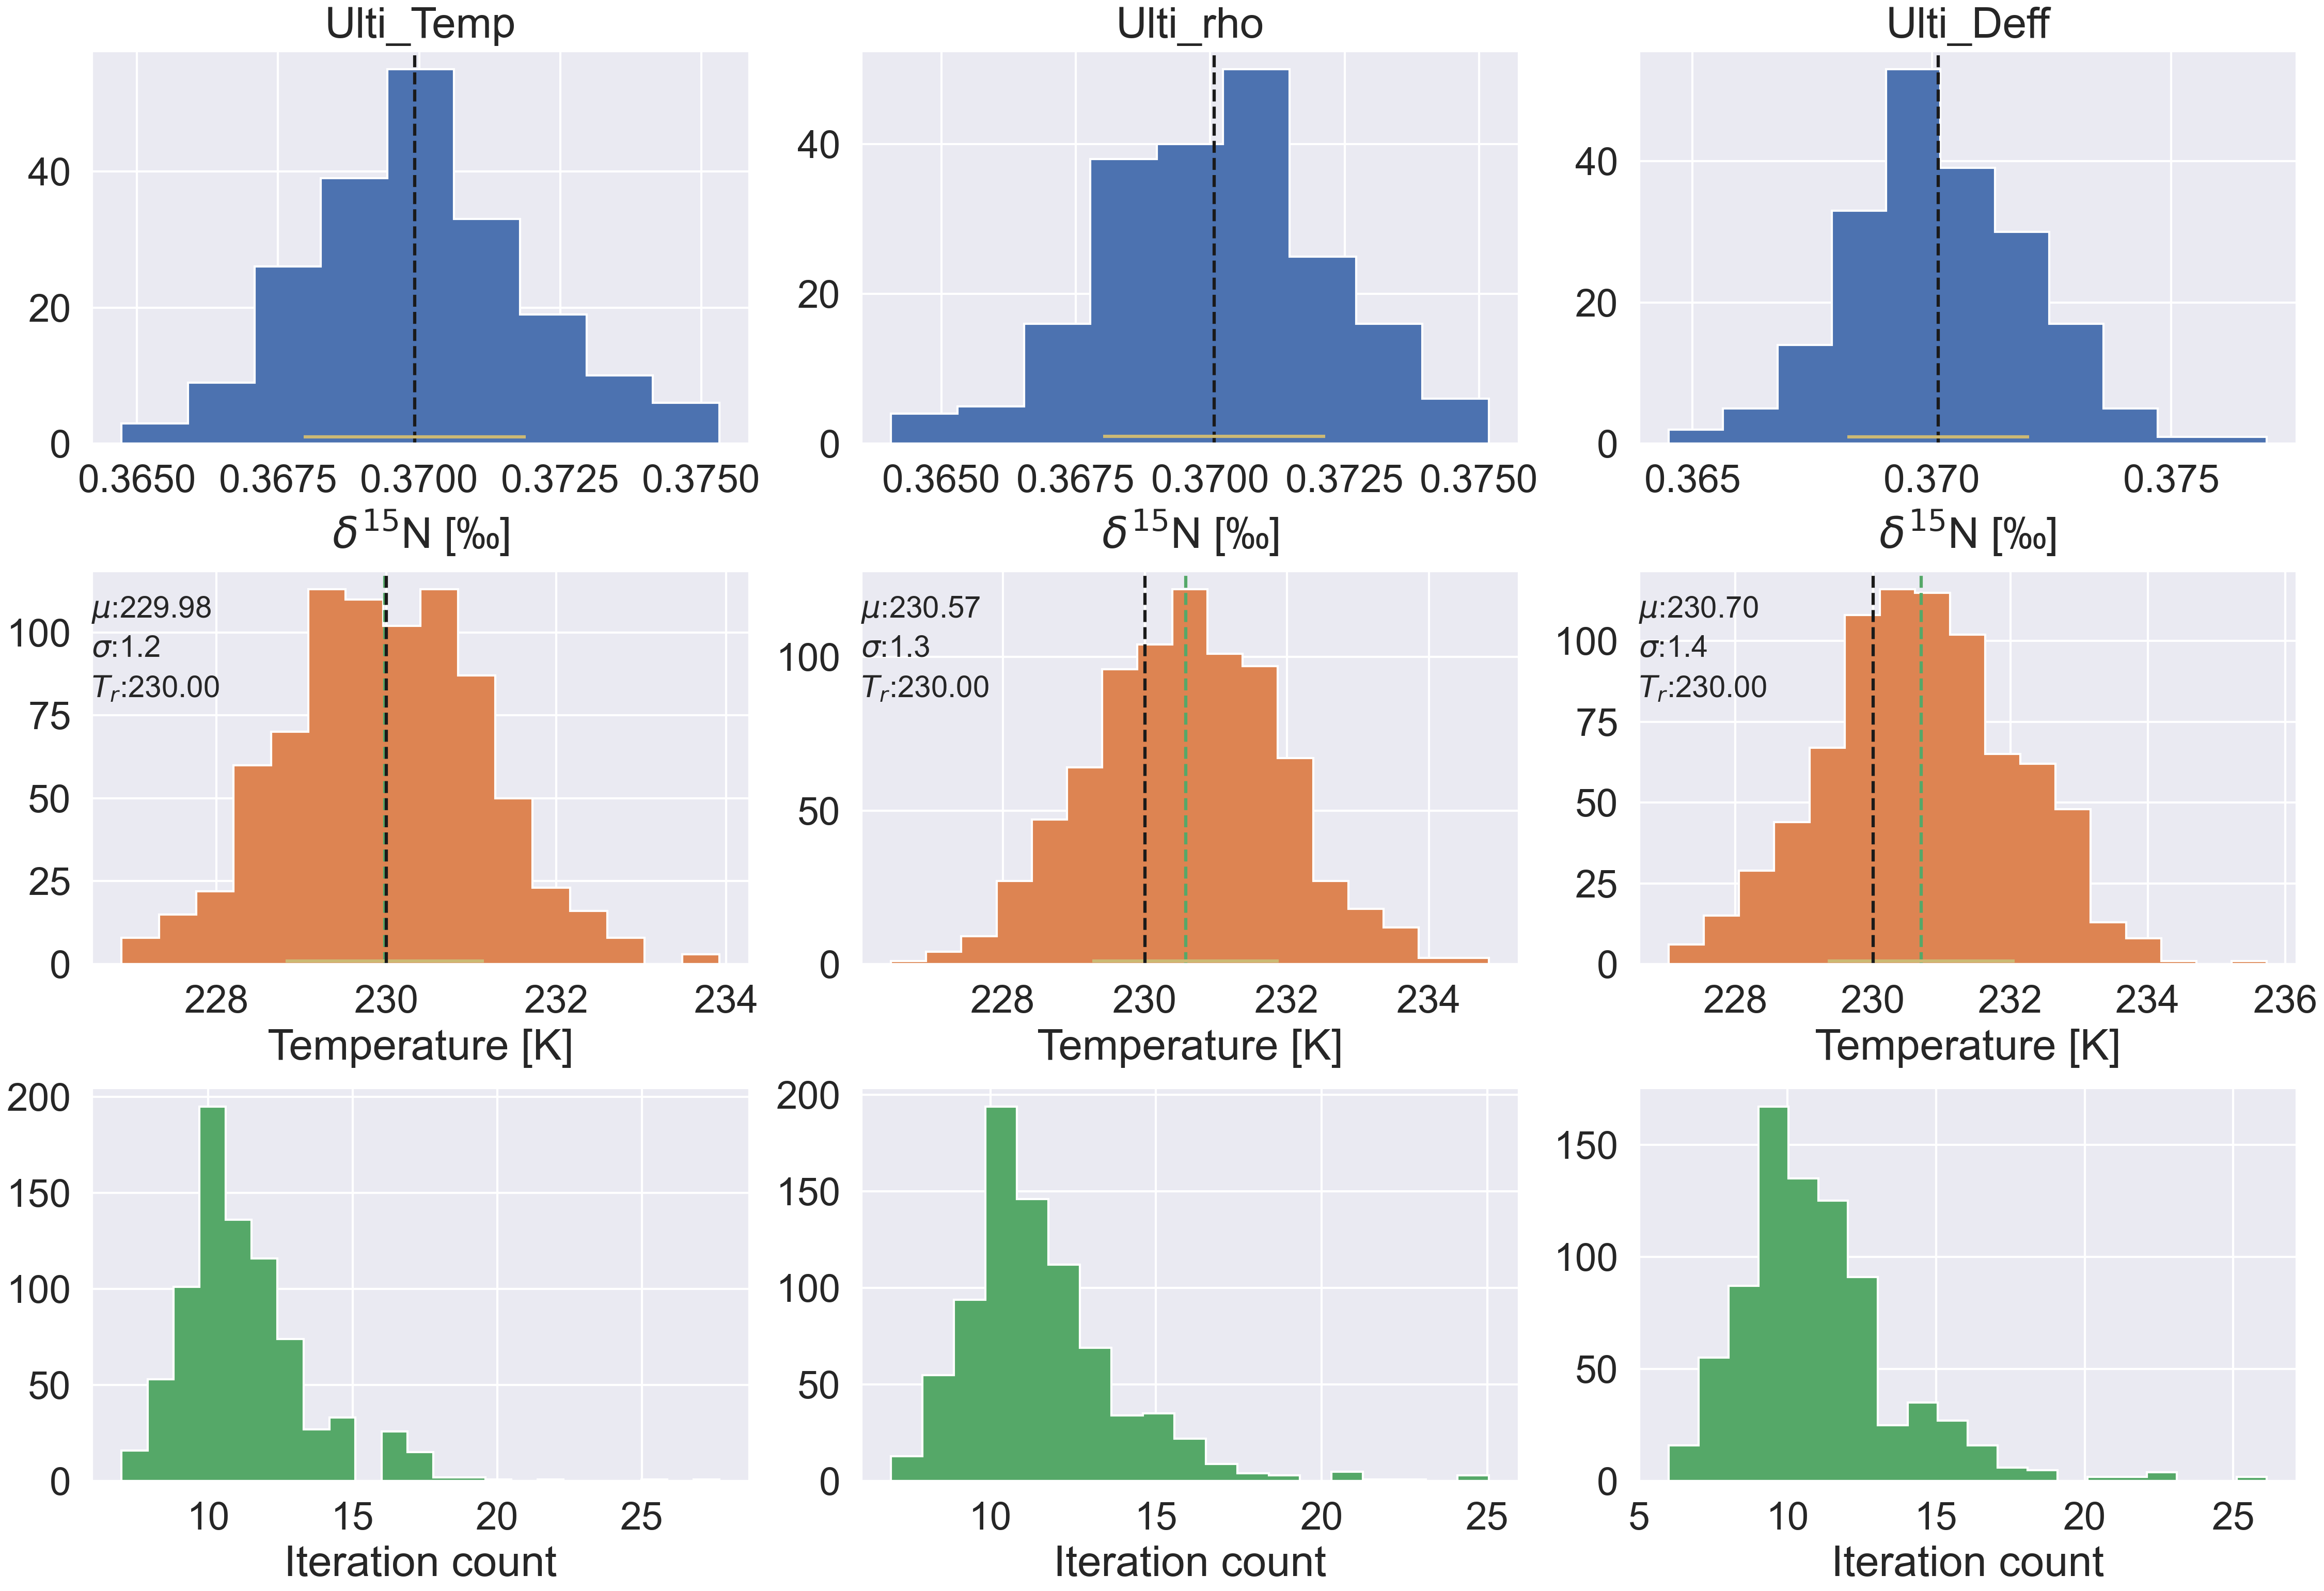 Ulti_Temp
Ulti_rho
Ulti_Deff
0
20
40
0.3650 0.3675 0.3700 0.3725 0.3750
δ¹⁵N [‰]
0
20
40
0.3650 0.3675 0.3700 0.3725 0.3750
δ¹⁵N [‰]
0
20
40
0.365 0.370 0.375
δ¹⁵N [‰]
μ:229.98
σ:1.2
Tᵣ:230.00
100
75
50
25
0
228 230 232 234
Temperature [K]
μ:230.57
σ:1.3
Tᵣ:230.00
100
50
0
228 230 232 234
Temperature [K]
μ:230.70
σ:1.4
Tᵣ:230.00
100
75
50
25
0
228 230 232 234 236
Temperature [K]
200
150
100
50
0
10 15 20 25
Iteration count
200
150
100
50
0
10 15 20 25
Iteration count
150
100
50
0
5 10 15 20 25
Iteration count